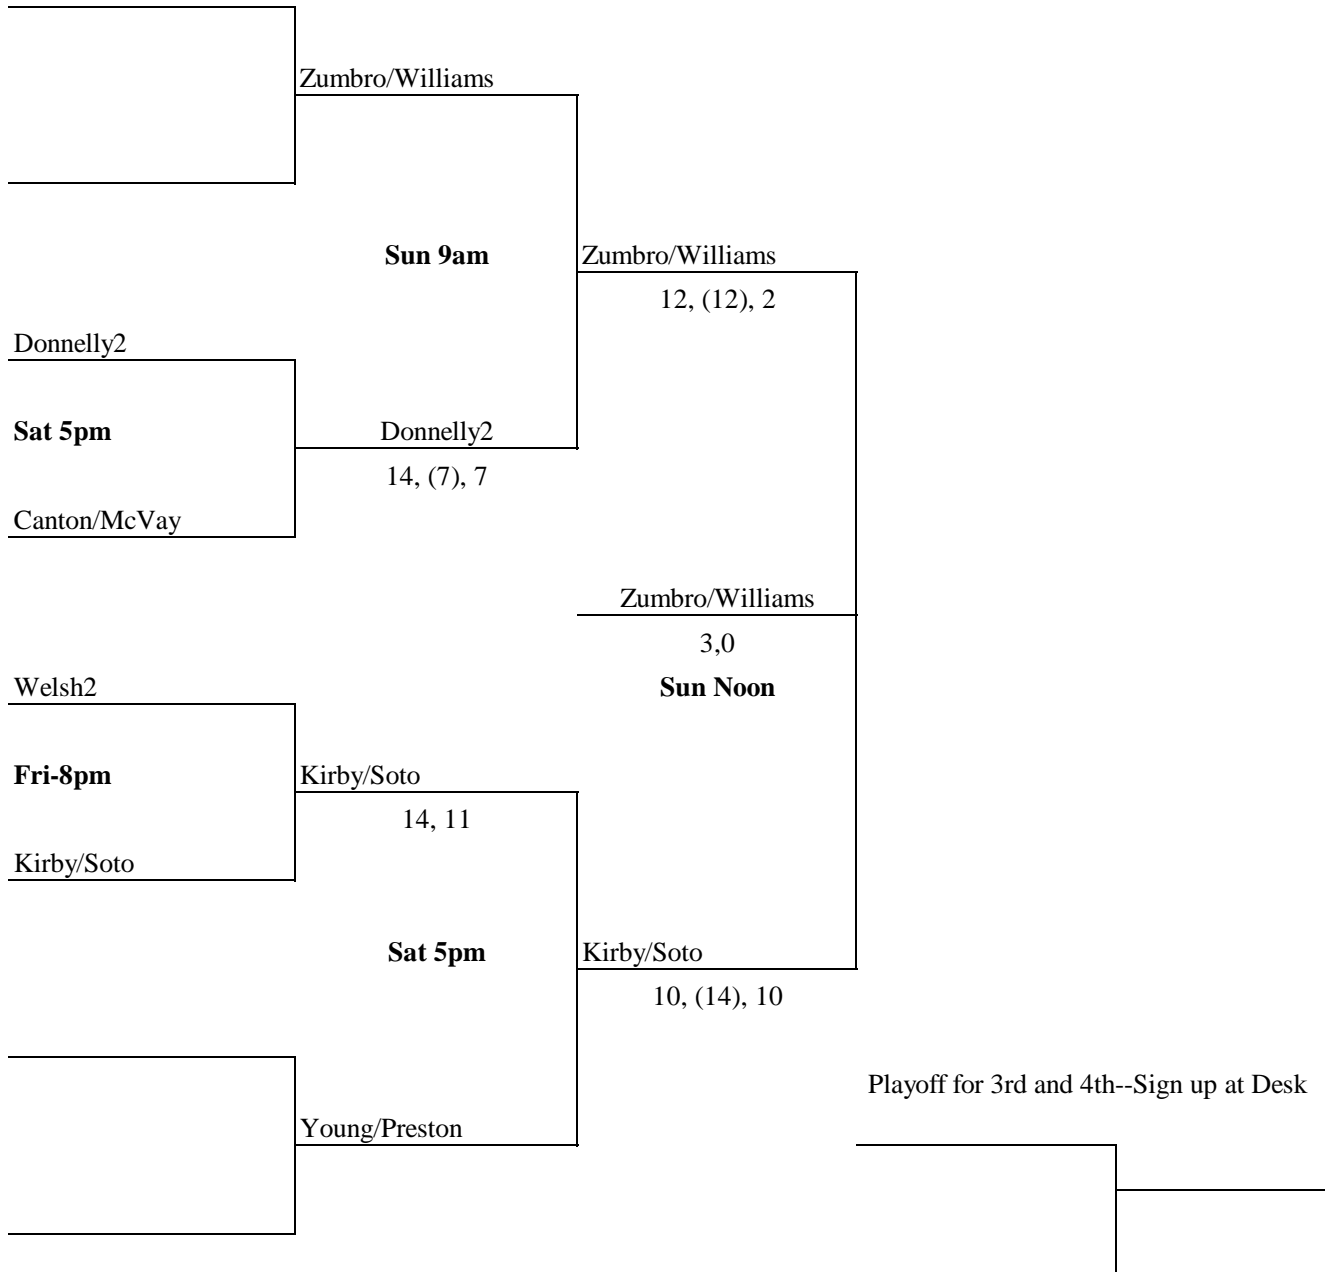 Zumbro/Williams
Sun 9am
Zumbro/Williams
12, (12), 2
Donnelly2
Sat 5pm
Donnelly2
14, (7), 7
Canton/McVay
Zumbro/Williams
3,0
Welsh2
Sun Noon
Fri-8pm
Kirby/Soto
14, 11
Kirby/Soto
Sat 5pm
Kirby/Soto
10, (14), 10
Playoff for 3rd and 4th--Sign up at Desk
Young/Preston